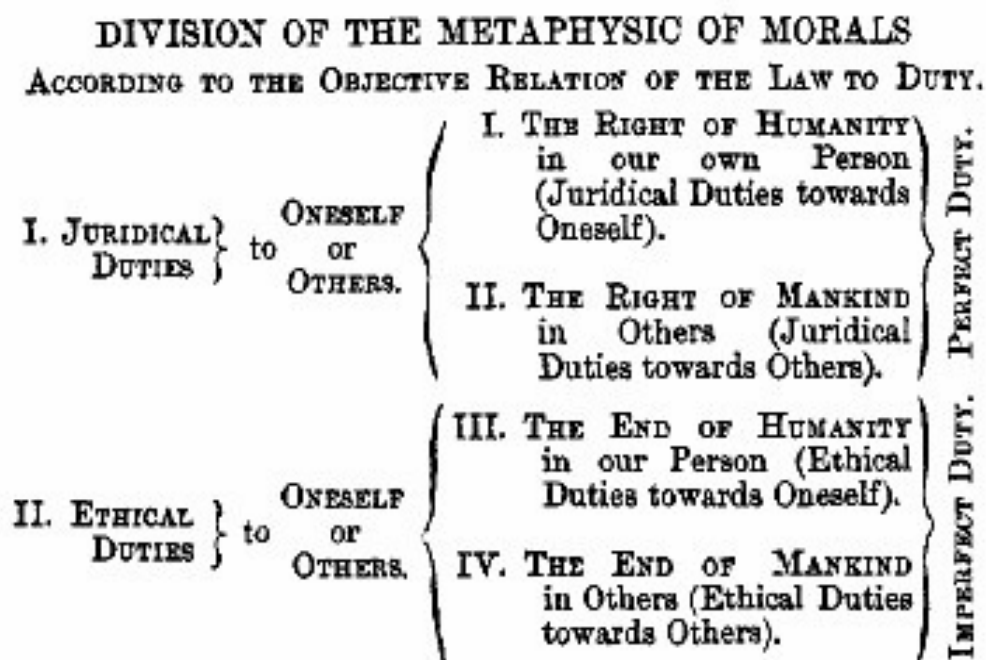 DIVISION OF THE METAPHYSIC OF MORALS
ACCORDING TO THE OBJECTIVE RELATION OF THE LAW TO DUTY.
I. JURIDICAL
DUTIES
to
ONESELF
or
OTHERS.
I. THE RIGHT OF HUMANITY
in our own Person
(Juridical Duties towards
Oneself).
II. THE RIGHT OF MANKIND
in Others (Juridical
Duties towards Others).
PERFECT DUTY.
II. ETHICAL
DUTIES
to
ONESELF
or
OTHERS.
III. THE END OF HUMANITY
in our Person (Ethical
Duties towards Oneself).
IV. THE END OF MANKIND
in Others (Ethical Duties
towards Others).
IMPERFECT DUTY.